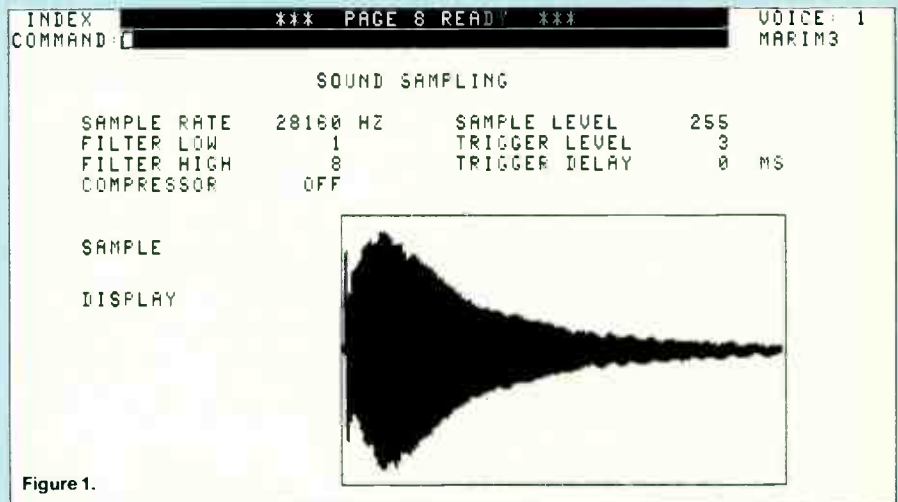 INDEX *** PAGE 8 READY *** VOICE: 1
COMMAND: MARIM3
SOUND SAMPLING
SAMPLE RATE 28160 HZ SAMPLE LEVEL 255
FILTER LOW 1 TRIGGER LEVEL 3
FILTER HIGH 8 TRIGGER DELAY 0 MS
COMPRESSOR OFF
SAMPLE
DISPLAY
Figure 1.